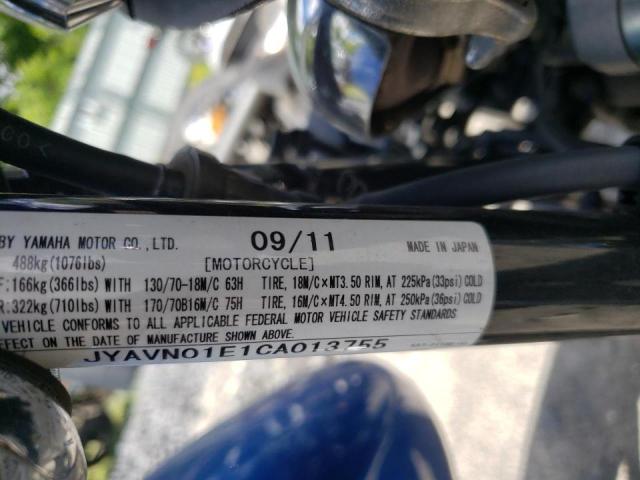 BY YAMAHA MOTOR CO.,LTD. 09/11 MADE IN JAPAN
488kg(1076lbs) [MOTORCYCLE]
F:166kg(366lbs) WITH 130/70-18M/C 63H TIRE, 18M/C×MT3.50 RIM, AT 225kPa(33psi) COLD
R:322kg(710lbs) WITH 170/70B16M/C 75H TIRE, 16M/C×MT4.50 RIM, AT 250kPa(36psi) COLD
VEHICLE CONFORMS TO ALL APPLICABLE FEDERAL MOTOR VEHICLE SAFETY STANDARDS
EFFECT ON THE DATE OF MANUFACTURE SHOWN ABOVE.
JYAVN01E1CA013755